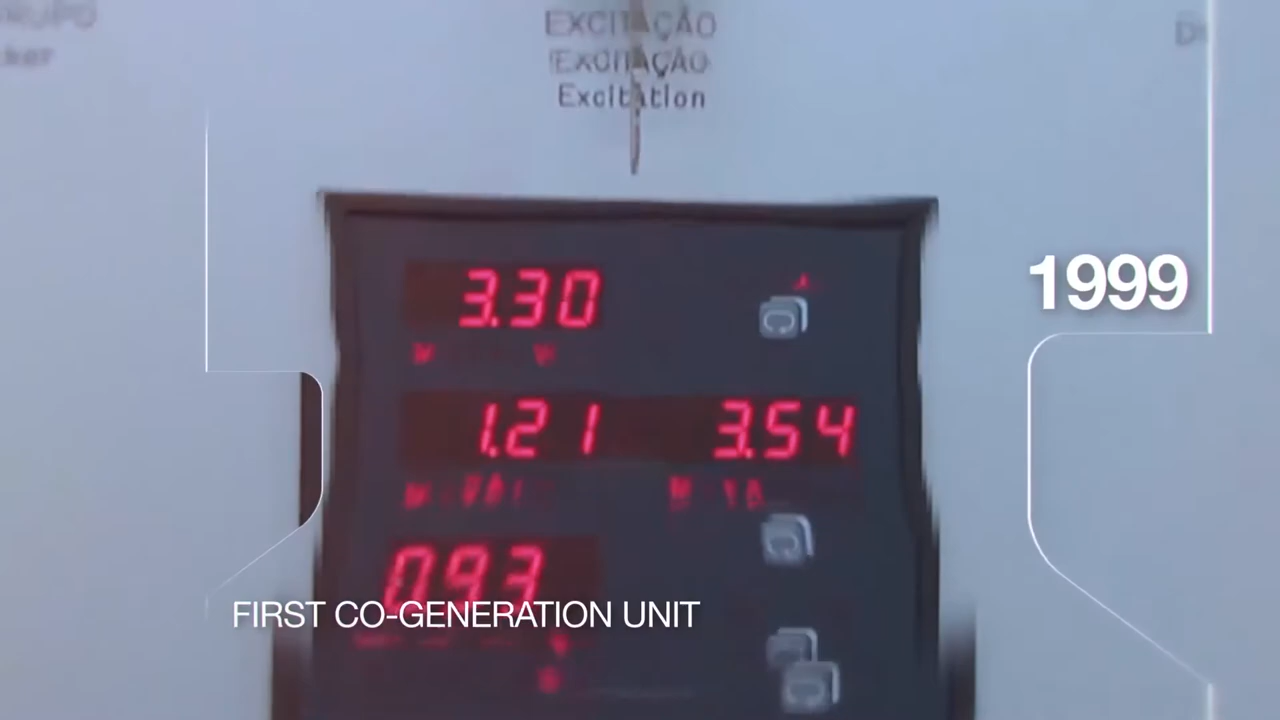 EXCITAÇÃO
EXCITAÇÃO
Excitation
3.30
1999
1.21 3.54
093
FIRST CO-GENERATION UNIT